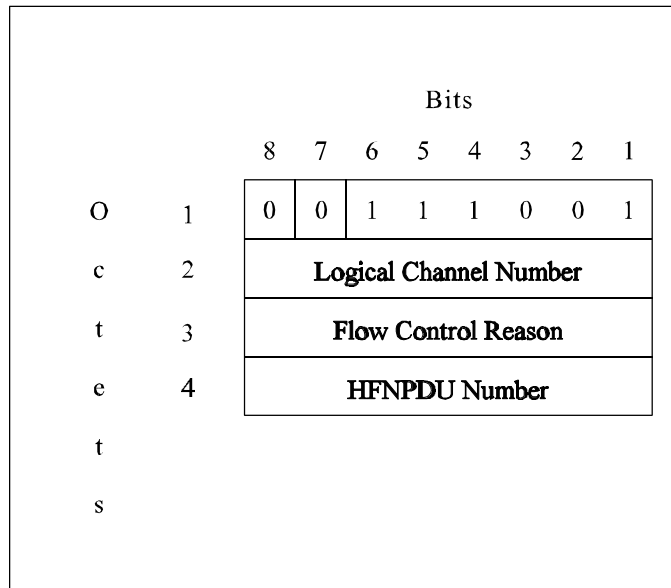 Bits
8 7 6 5 4 3 2 1
O 1 0 0 1 1 1 0 0 1
c 2 Logical Channel Number
t 3 Flow Control Reason
e 4 HFNPDU Number
t
s